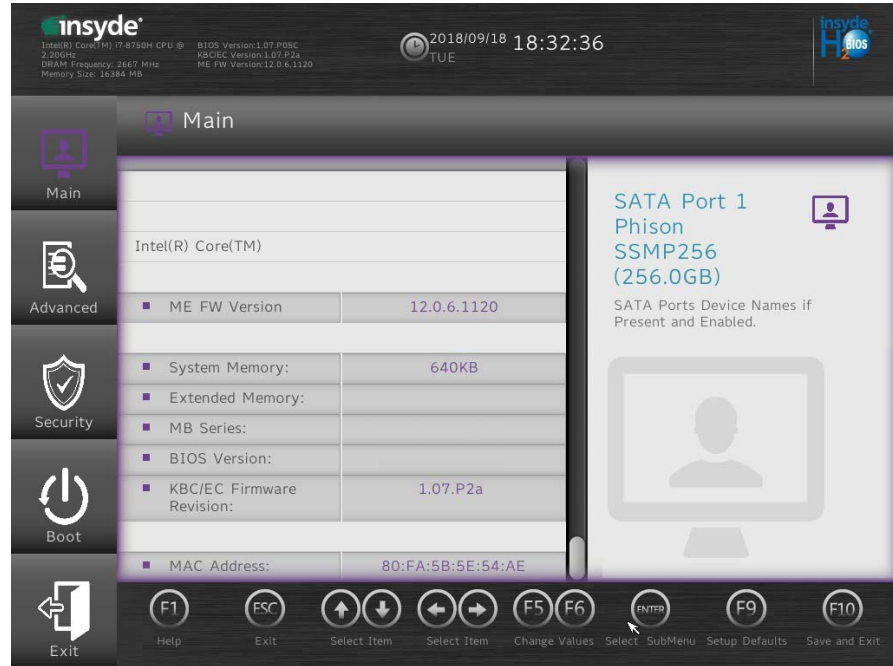 insyde
Intel(R) Core(TM) i7-8750H CPU @
2.20GHz
DRAM Frequency: 2667 MHz
Memory Size: 16384 MB
BIOS Version:1.07.P05C
KBC/EC Version:1.07.P2a
ME FW Version:12.0.6.1120
2018/09/18 18:32:36
TUE
insyde
H2O BIOS
Main
Main
Advanced
Security
Boot
Exit
Intel(R) Core(TM)
ME FW Version 12.0.6.1120
System Memory: 640KB
Extended Memory:
MB Series:
BIOS Version:
KBC/EC Firmware
Revision: 1.07.P2a
MAC Address: 80:FA:5B:5E:54:AE
SATA Port 1
Phison
SSMP256
(256.0GB)
SATA Ports Device Names if
Present and Enabled.
F1 ESC F5 F6 ENTER F9 F10
Help Exit Select Item Select Item Change Values Select SubMenu Setup Defaults Save and Exit